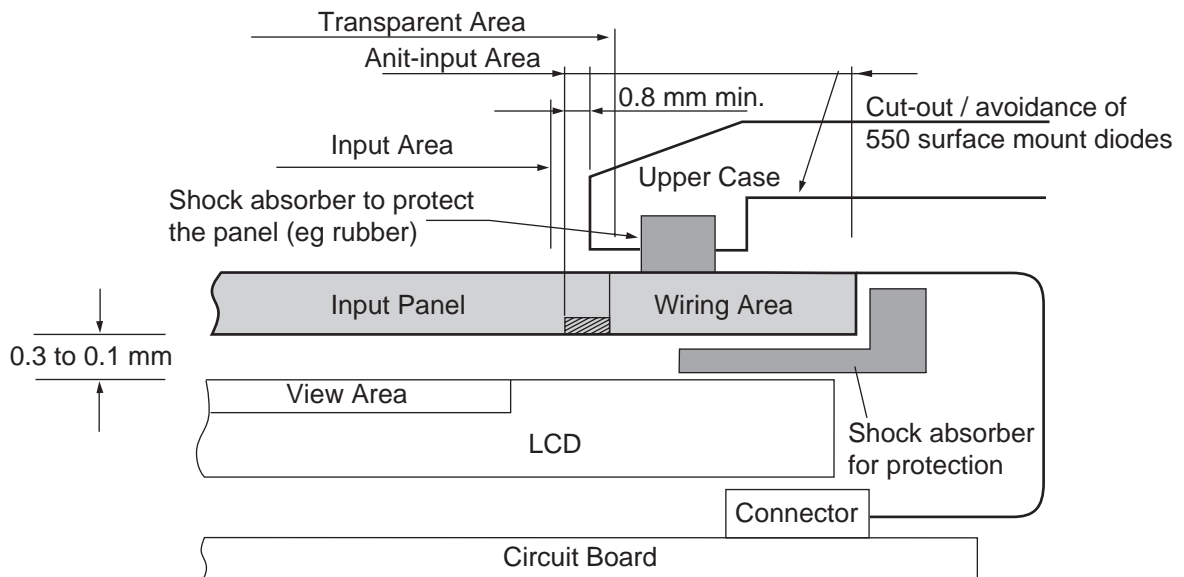 Transparent Area
Anit-input Area
0.8 mm min.
Cut-out / avoidance of
550 surface mount diodes
Input Area
Upper Case
Shock absorber to protect
the panel (eg rubber)
Input Panel
Wiring Area
0.3 to 0.1 mm
View Area
LCD
Shock absorber
for protection
Connector
Circuit Board